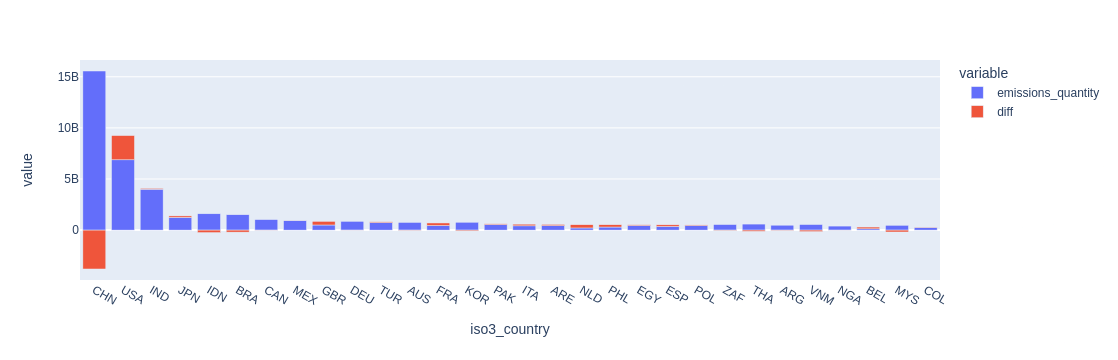 variable
emissions_quantity
diff
value
15B
10B
5B
0
CHN USA IND JPN IDN BRA CAN MEX GBR DEU TUR AUS FRA KOR PAK ITA ARE NLD PHL EGY ESP POL ZAF THA ARG VNM NGA BEL MYS COL
iso3_country